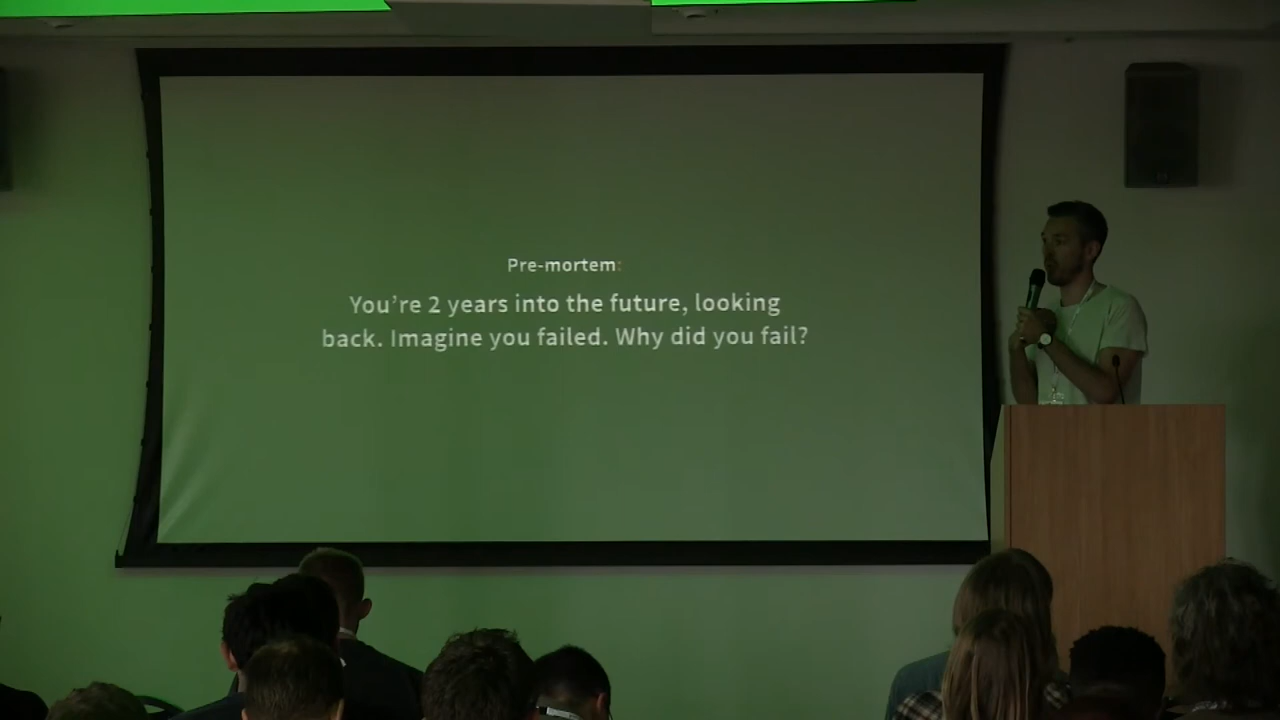 Pre-mortem:
You're 2 years into the future, looking
back. Imagine you failed. Why did you fail?